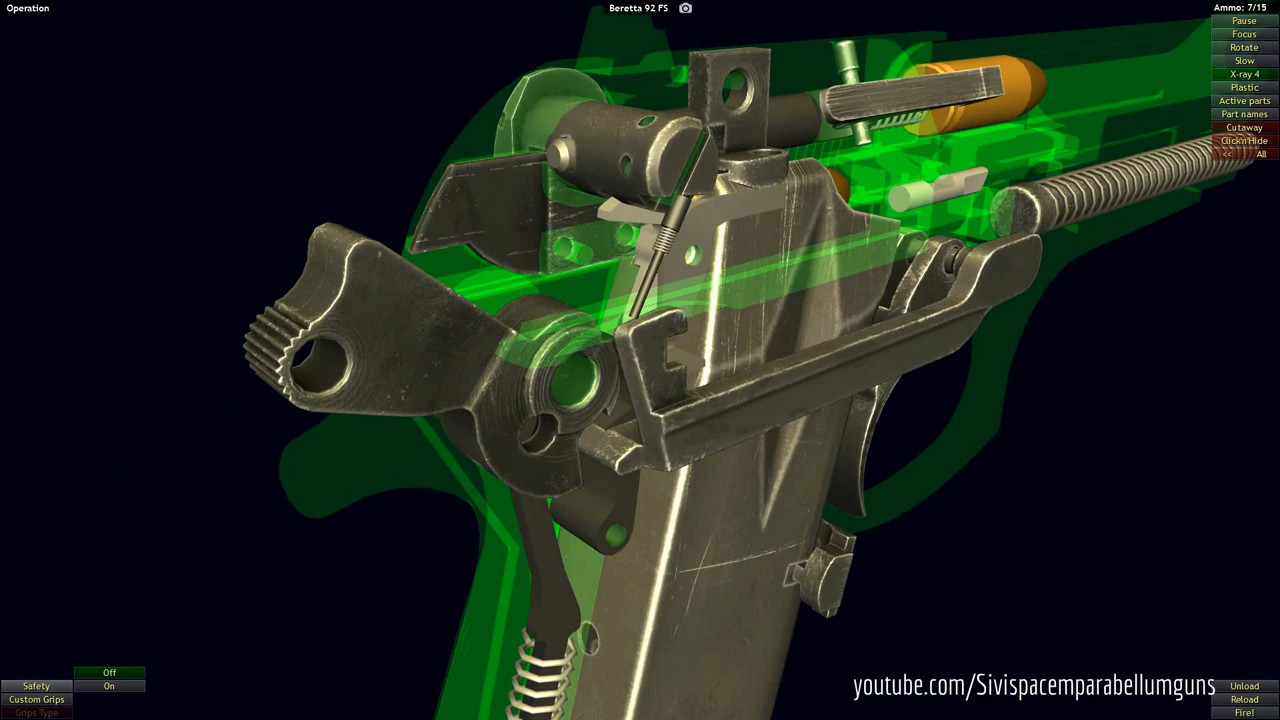 Operation
Beretta 92 FS
Ammo: 7/15
Pause
Focus
Rotate
Slow
X-ray 4
Plastic
Active parts
Part names
Cutaway
Click'n'Hide
<< All
Off
Safety On
Custom Grips
Grips Type
youtube.com/Sivispacemparabellumguns
Unload
Reload
Fire!